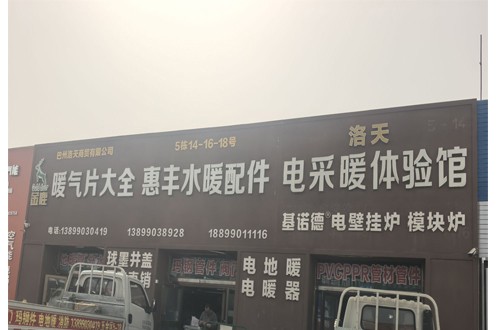 巴州洛天商贸有限公司
5栋14-16-18号
洛天
5-14
暖气片大全 惠丰水暖配件 电采暖体验馆
电话:13899030419 13899038928 18899011116
基诺德®电壁挂炉 模块炉
球墨井盖
电地暖
电暖器
PVC PPR管材管件